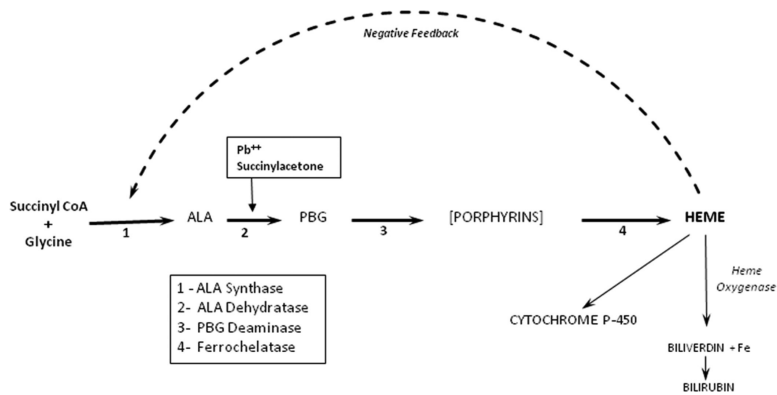 Negative Feedback
Pb++
Succinylacetone
Succinyl CoA
+
Glycine
1
ALA
2
PBG
3
[PORPHYRINS]
4
HEME
1 - ALA Synthase
2- ALA Dehydratase
3- PBG Deaminase
4- Ferrochelatase
Heme
Oxygenase
CYTOCHROME P-450
BILIVERDIN + Fe
BILIRUBIN